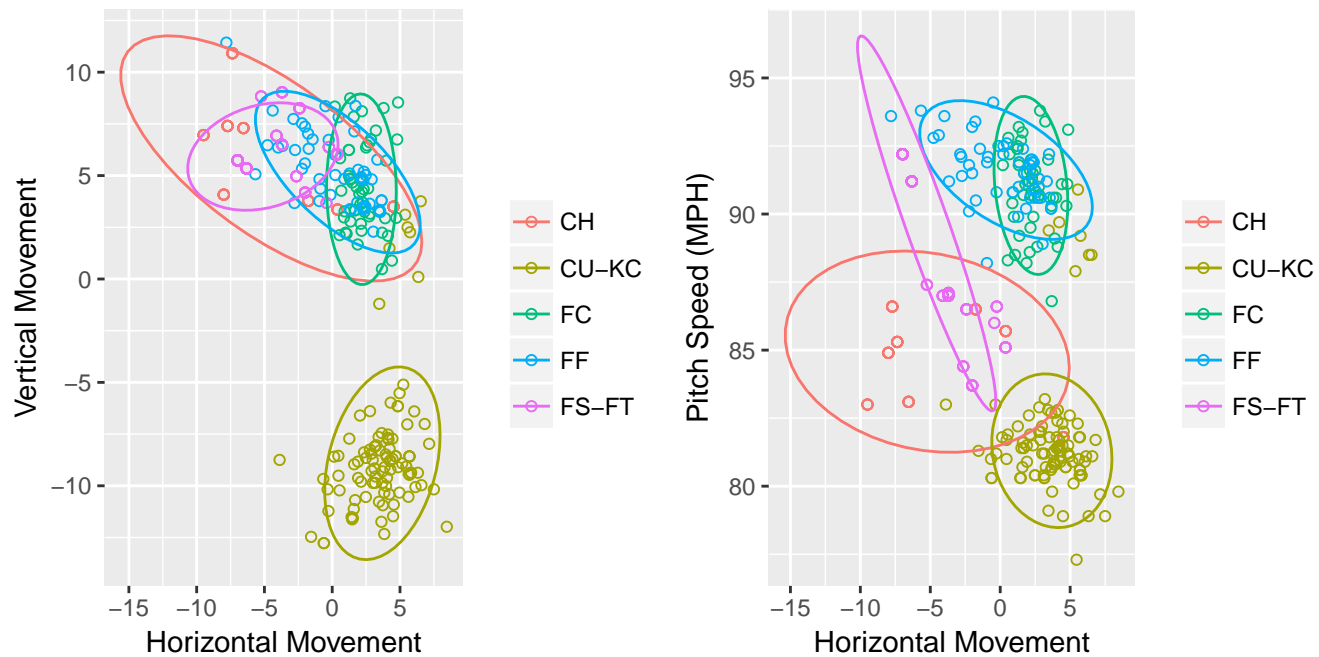 Vertical Movement
10
5
0
−5
−10
−15 −10 −5 0 5
Horizontal Movement
CH
CU−KC
FC
FF
FS−FT
Pitch Speed (MPH)
95
90
85
80
−15 −10 −5 0 5
Horizontal Movement
CH
CU−KC
FC
FF
FS−FT